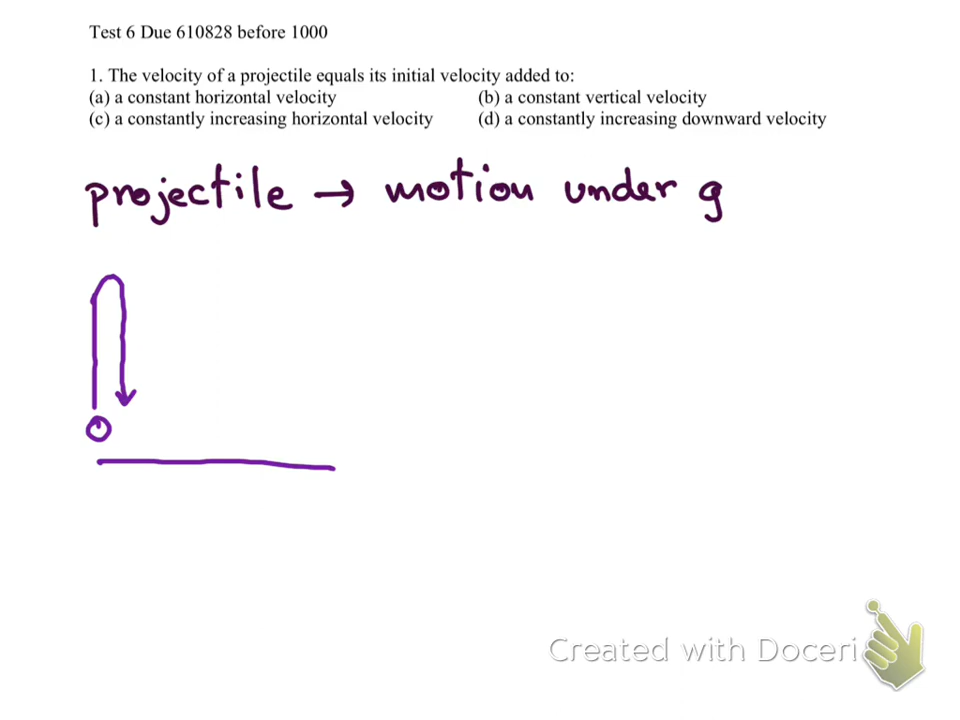 Test 6 Due 610828 before 1000
1. The velocity of a projectile equals its initial velocity added to:
(a) a constant horizontal velocity (b) a constant vertical velocity
(c) a constantly increasing horizontal velocity (d) a constantly increasing downward velocity
projectile → motion under g
Created with Doceri